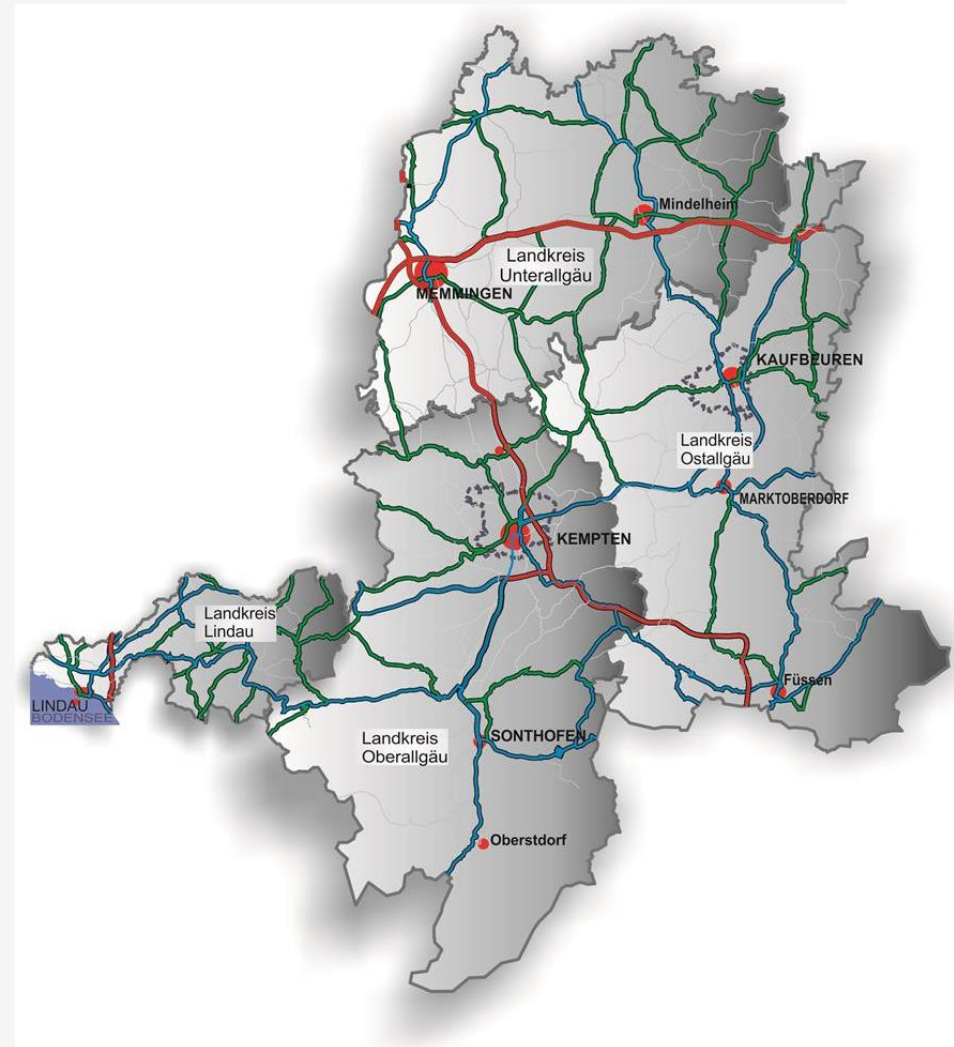 Mindelheim
Landkreis
Unterallgäu
MEMMINGEN
KAUFBEUREN
Landkreis
Ostallgäu
MARKTOBERDORF
KEMPTEN
Landkreis
Lindau
Füssen
LINDAU
BODENSEE
Landkreis
Oberallgäu
SONTHOFEN
Oberstdorf